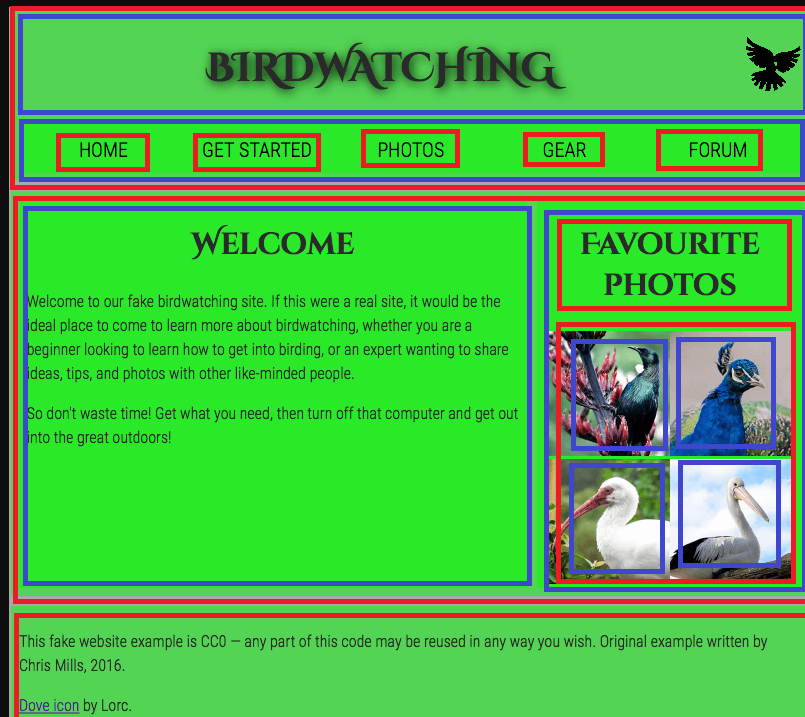 BIRDWATCHING
HOME GET STARTED PHOTOS GEAR FORUM
WELCOME
Welcome to our fake birdwatching site. If this were a real site, it would be the
ideal place to come to learn more about birdwatching, whether you are a
beginner looking to learn how to get into birding, or an expert wanting to share
ideas, tips, and photos with other like-minded people.
So don't waste time! Get what you need, then turn off that computer and get out
into the great outdoors!
FAVOURITE
PHOTOS
This fake website example is CC0 — any part of this code may be reused in any way you wish. Original example written by
Chris Mills, 2016.
Dove icon by Lorc.